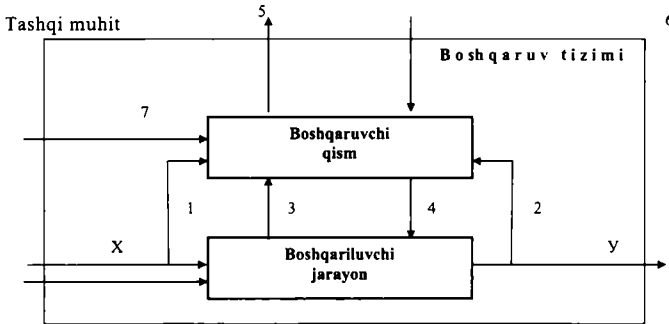 5
6
Tashqi muhit
Boshqaruv tizimi
7
Boshqaruvchi
qism
1
3
4
2
X
У
Boshqariluvchi
jarayon